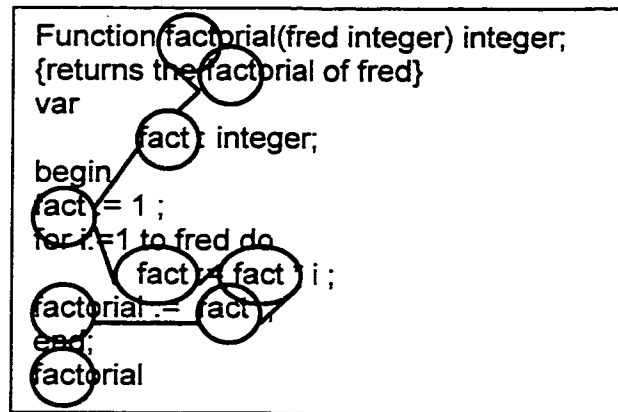 Function factorial(fred integer) integer;
{returns the factorial of fred}
var
fact : integer;
begin
fact := 1 ;
for i:=1 to fred do
fact := fact * i ;
factorial := fact ;
end;
factorial